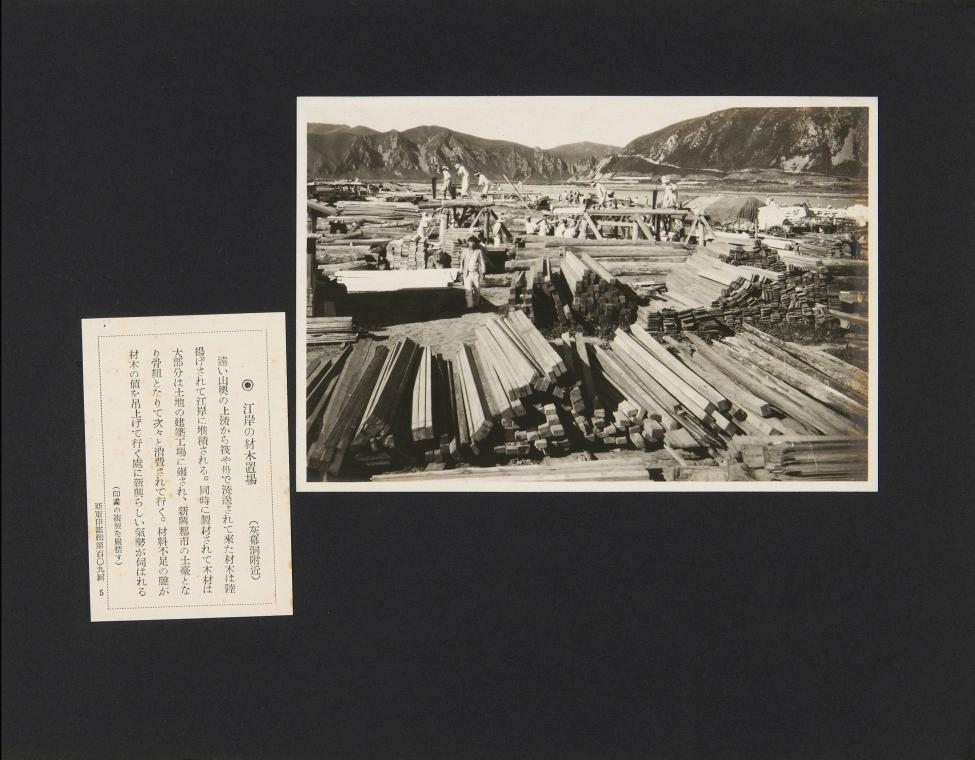 ◉ 江岸の材木置場 (夾幕洞附近)
遠い山奥の上流から筏や舟で流送されて來た材木は陸
揚げされて江岸に堆積される。同時に製材されて木材は
大部分は土地の建築工場に廻され、新興都市の土臺とな
り骨組となりて次々と消費されて行く。材料不足の聲が
材木の値を吊上げて行く處に新興らしい氣勢が伺はれる
(印畫の複製を嚴禁す)
亞東印畫輯第百〇九回 5